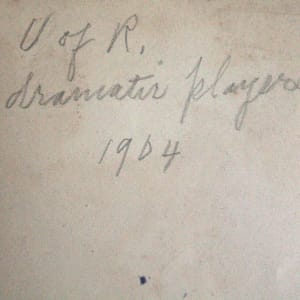 U of R.
dramatic players
1904